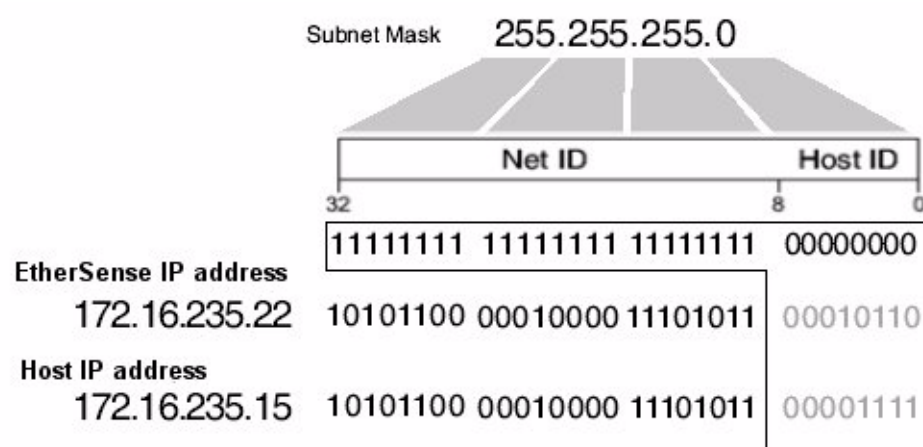 Subnet Mask 255.255.255.0
Net ID Host ID
32 8 0
11111111 11111111 11111111 00000000
EtherSense IP address
172.16.235.22 10101100 00010000 11101011 00010110
Host IP address
172.16.235.15 10101100 00010000 11101011 00001111